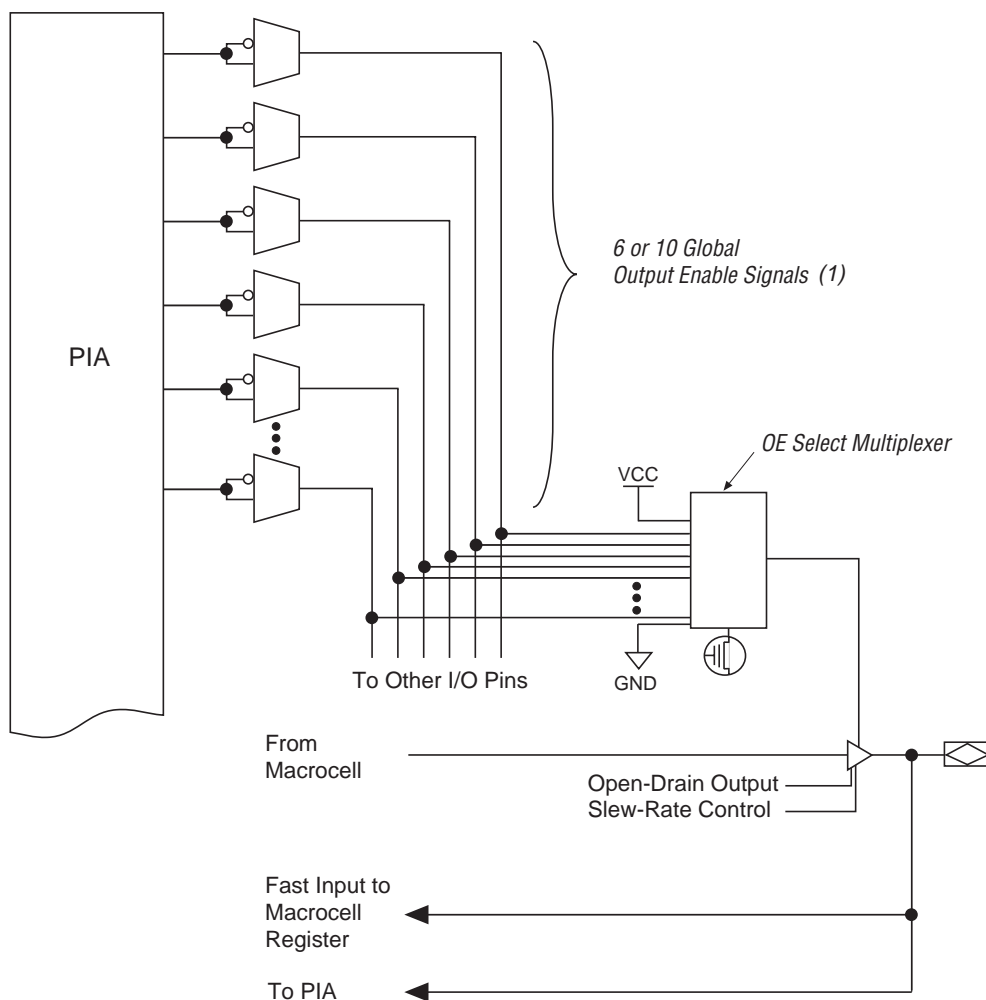 PIA
6 or 10 Global
Output Enable Signals (1)
OE Select Multiplexer
VCC
GND
To Other I/O Pins
From
Macrocell
Open-Drain Output
Slew-Rate Control
Fast Input to
Macrocell
Register
To PIA